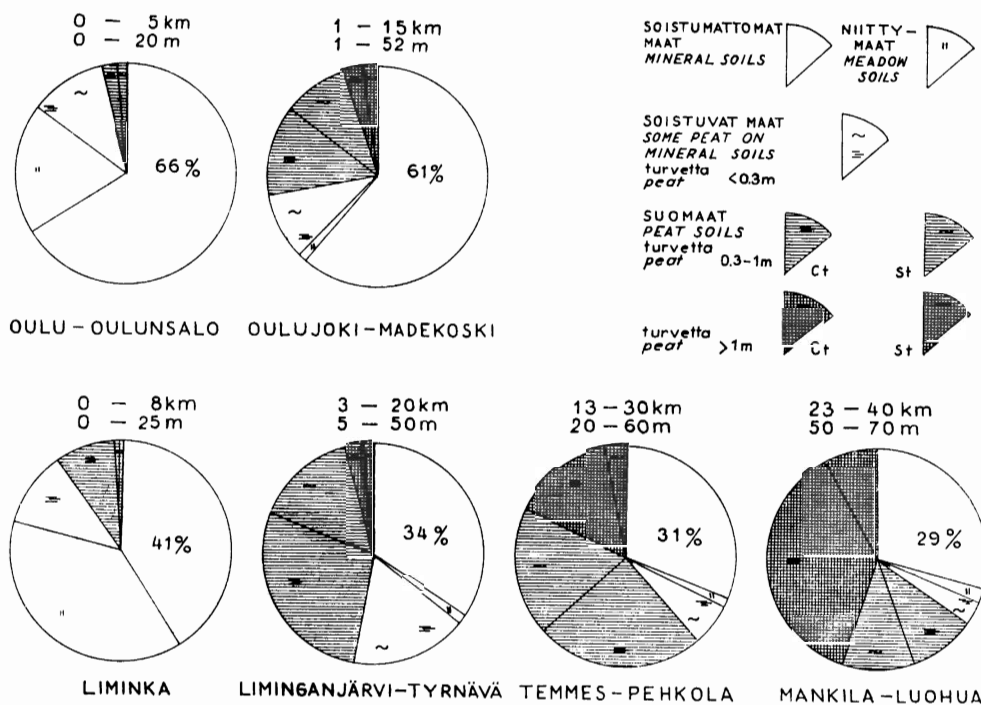 0 – 5km
0 – 20m
66%
OULU – OULUNSALO
1 – 15km
1 – 52m
61%
OULUJOKI – MADEKOSKI
SOISTUMATTOMAT
MAAT
MINERAL SOILS
NIITTY-
MAAT
MEADOW
SOILS
"
SOISTUVAT MAAT
SOME PEAT ON
MINERAL SOILS
turvetta
peat <0.3m
~
SUOMAAT
PEAT SOILS
turvetta
peat 0.3–1m
Ct
St
turvetta
peat >1m
Ct
St
0 – 8km
0 – 25m
41%
LIMINKA
3 – 20km
5 – 50m
34%
LIMINGANJÄRVI–TYRNÄVÄ
13 – 30km
20 – 60m
31%
TEMMES – PEHKOLA
23 – 40km
50 – 70m
29%
MANKILA – LUOHUA